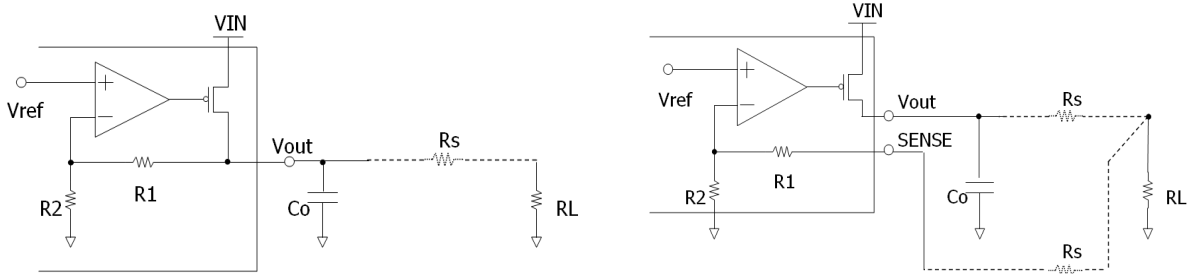 VIN
+
Vref
−
Vout
Rs
R1
R2
Co
RL
VIN
+
Vref
−
Vout
Rs
SENSE
R1
R2
Co
RL
Rs